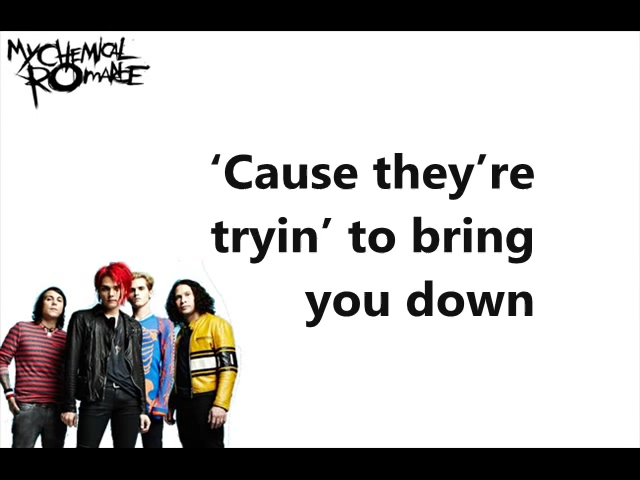 MY CHEMICAL
ROMANCE
‘Cause they’re
tryin’ to bring
you down